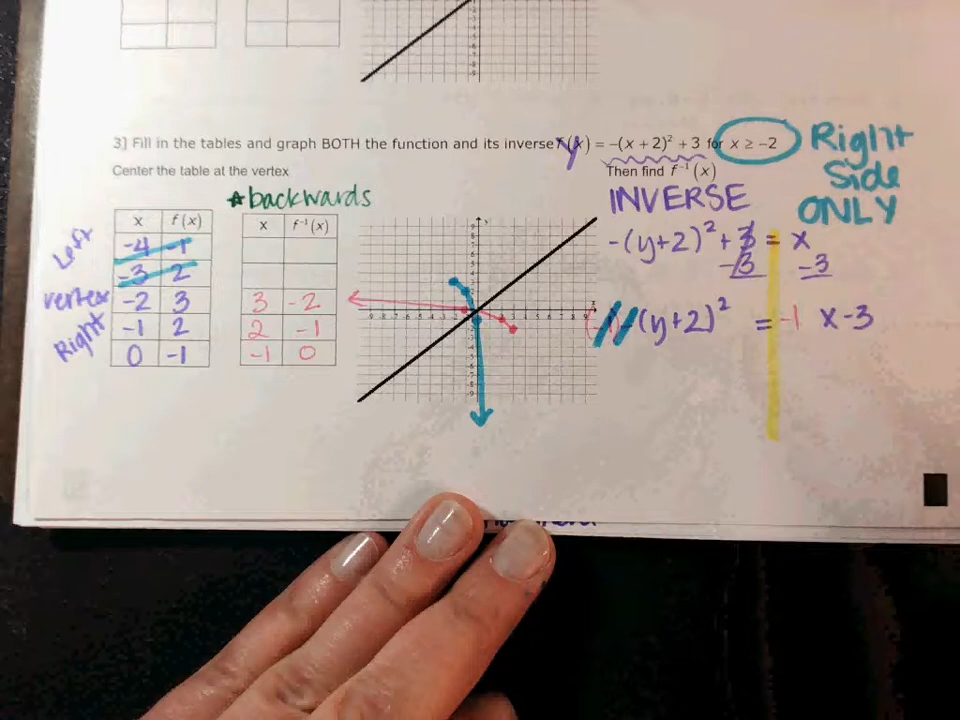 3] Fill in the tables and graph BOTH the function and its inverse y = -(x + 2)² + 3 for x ≥ -2
Center the table at the vertex
Then find f⁻¹(x)
Right
Side
ONLY
*backwards
INVERSE
x f(x)
Left -4 -1
-3 2
vertex -2 3
Right -1 2
0 -1
x f⁻¹(x)
3 -2
2 -1
-1 0
-(y+2)² + 3 = x
-3 -3
-(y+2)² = -1 x-3